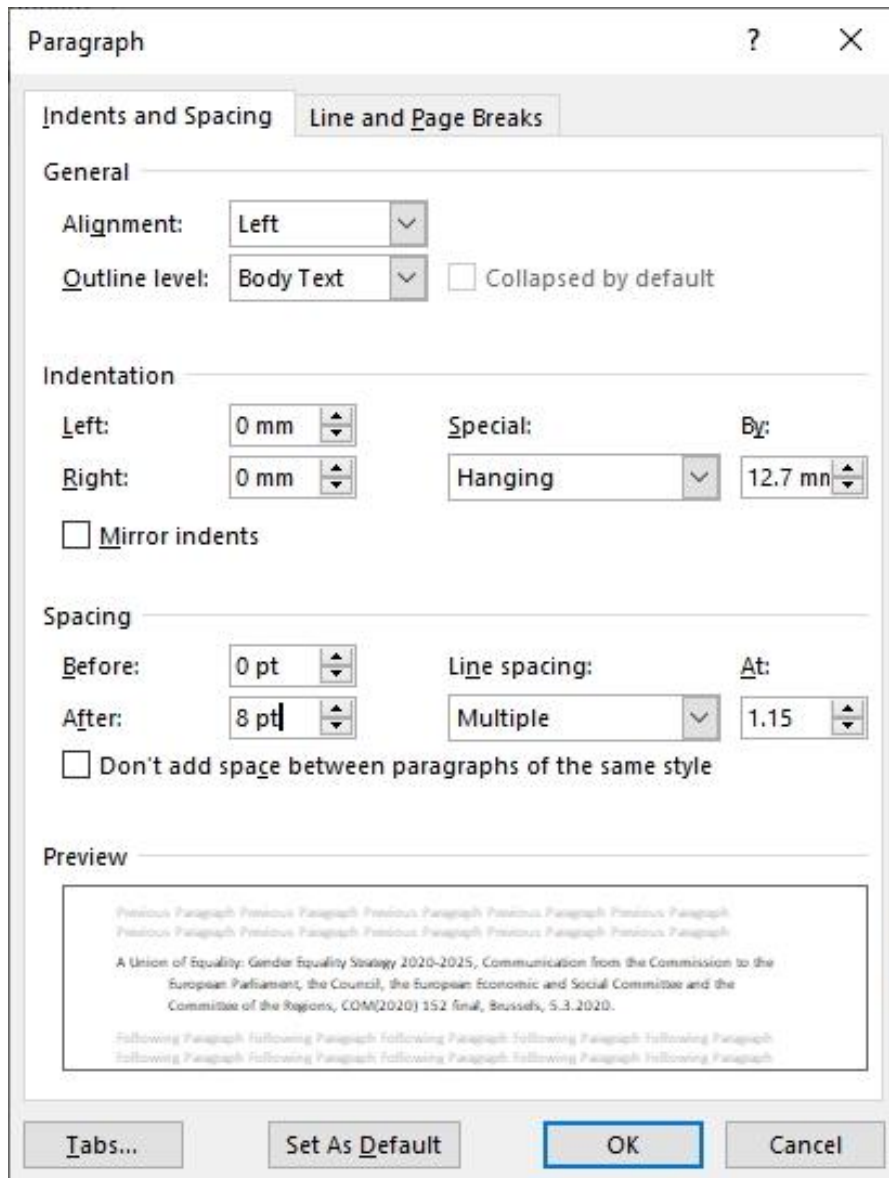 Paragraph ?
Indents and Spacing Line and Page Breaks
General
Alignment: Left
Outline level: Body Text Collapsed by default
Indentation
Left: 0 mm Special: By:
Right: 0 mm Hanging 12.7 mn
Mirror indents
Spacing
Before: 0 pt Line spacing: At:
After: 8 pt Multiple 1.15
Don't add space between paragraphs of the same style
Preview
Previous Paragraph Previous Paragraph Previous Paragraph Previous Paragraph Previous Paragraph
Previous Paragraph Previous Paragraph Previous Paragraph Previous Paragraph Previous Paragraph
A Union of Equality: Gender Equality Strategy 2020-2025, Communication from the Commission to the
European Parliament, the Council, the European Economic and Social Committee and the
Committee of the Regions, COM(2020) 152 final, Brussels, 5.3.2020.
Following Paragraph Following Paragraph Following Paragraph Following Paragraph Following Paragraph
Following Paragraph Following Paragraph Following Paragraph Following Paragraph Following Paragraph
Tabs... Set As Default OK Cancel